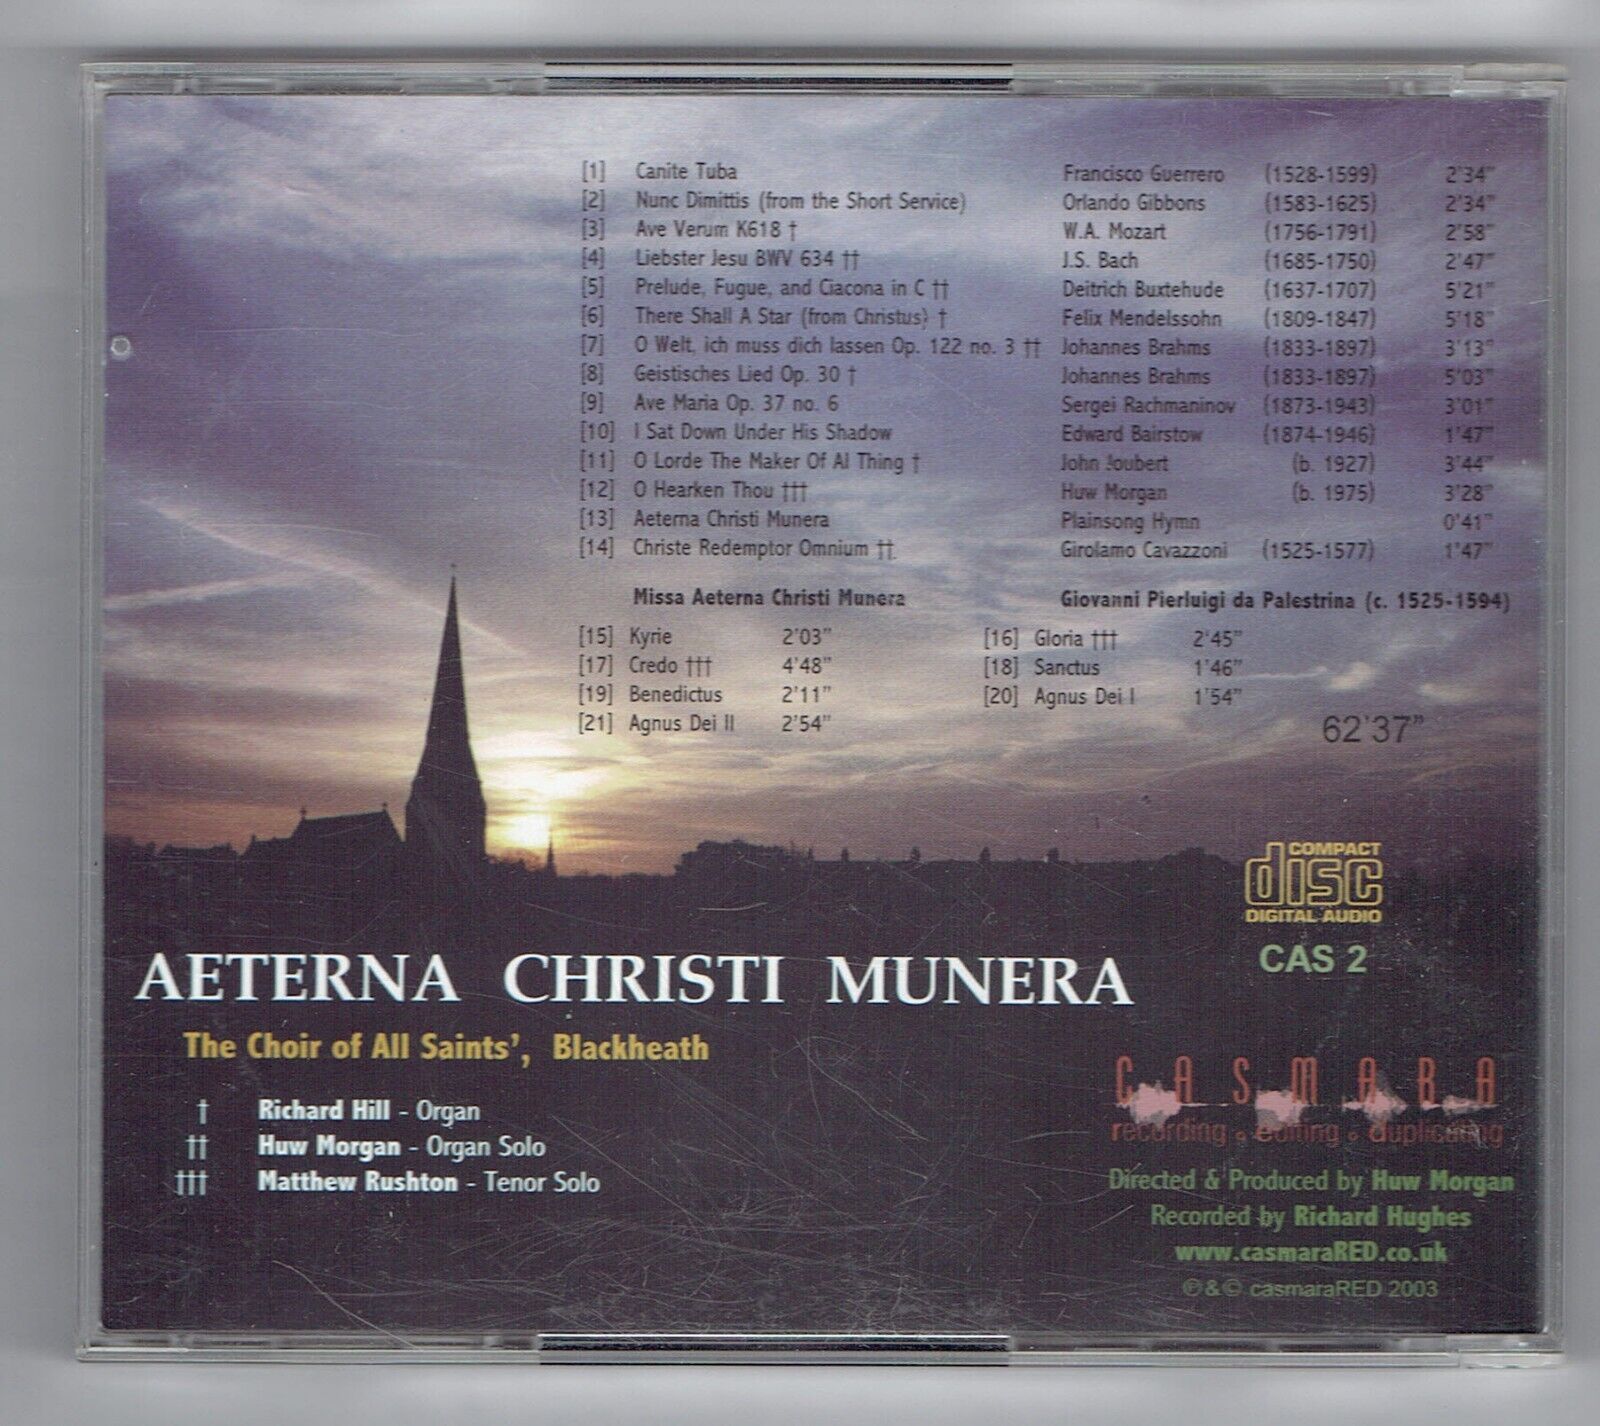 [1] Canite Tuba Francisco Guerrero (1528-1599) 2'34"
[2] Nunc Dimittis (from the Short Service) Orlando Gibbons (1583-1625) 2'34"
[3] Ave Verum K618 † W.A. Mozart (1756-1791) 2'58"
[4] Liebster Jesu BWV 634 †† J.S. Bach (1685-1750) 2'47"
[5] Prelude, Fugue, and Ciacona in C †† Deitrich Buxtehude (1637-1707) 5'21"
[6] There Shall A Star (from Christus) † Felix Mendelssohn (1809-1847) 5'18"
[7] O Welt, ich muss dich lassen Op. 122 no. 3 †† Johannes Brahms (1833-1897) 3'13"
[8] Geistisches Lied Op. 30 † Johannes Brahms (1833-1897) 5'03"
[9] Ave Maria Op. 37 no. 6 Sergei Rachmaninov (1873-1943) 3'01"
[10] I Sat Down Under His Shadow Edward Bairstow (1874-1946) 1'47"
[11] O Lorde The Maker Of Al Thing † John Joubert (b. 1927) 3'44"
[12] O Hearken Thou ††† Huw Morgan (b. 1975) 3'28"
[13] Aeterna Christi Munera Plainsong Hymn 0'41"
[14] Christe Redemptor Omnium †† Girolamo Cavazzoni (1525-1577) 1'47"
Missa Aeterna Christi Munera Giovanni Pierluigi da Palestrina (c. 1525-1594)
[15] Kyrie 2'03" [16] Gloria ††† 2'45"
[17] Credo ††† 4'48" [18] Sanctus 1'46"
[19] Benedictus 2'11" [20] Agnus Dei I 1'54"
[21] Agnus Dei II 2'54"
62'37"
COMPACT
disc
DIGITAL AUDIO
CAS 2
AETERNA CHRISTI MUNERA
The Choir of All Saints', Blackheath
† Richard Hill - Organ
†† Huw Morgan - Organ Solo
††† Matthew Rushton - Tenor Solo
CASMARA
recording • editing • duplicating
Directed & Produced by Huw Morgan
Recorded by Richard Hughes
www.casmaraRED.co.uk
℗ & © casmaraRED 2003